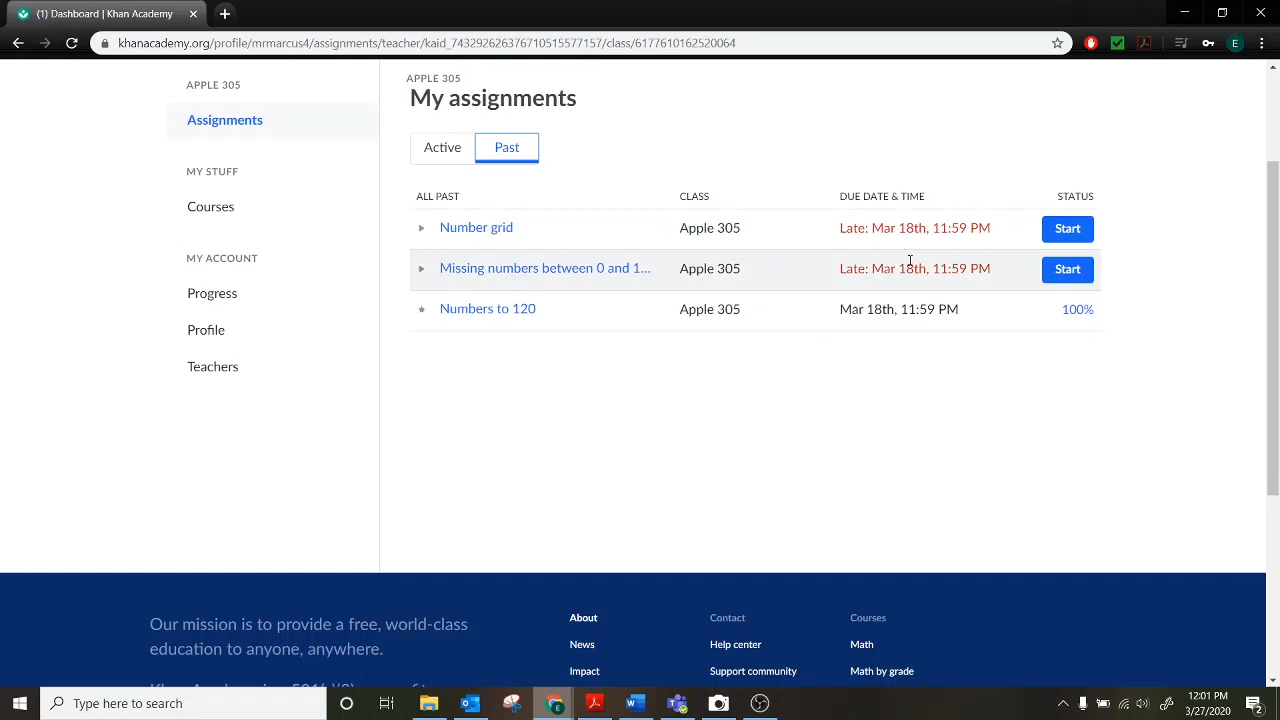 (1) Dashboard | Khan Academy
khanacademy.org/profile/mrmarcus4/assignments/teacher/kaid_743292626376710515577157/class/6177610162520064
E
APPLE 305
Assignments
MY STUFF
Courses
MY ACCOUNT
Progress
Profile
Teachers
APPLE 305
My assignments
Active Past
ALL PAST CLASS DUE DATE & TIME STATUS
Number grid Apple 305 Late: Mar 18th, 11:59 PM Start
Missing numbers between 0 and 1... Apple 305 Late: Mar 18th, 11:59 PM Start
Numbers to 120 Apple 305 Mar 18th, 11:59 PM 100%
Our mission is to provide a free, world-class
education to anyone, anywhere.
About
News
Impact
Contact
Help center
Support community
Courses
Math
Math by grade
Type here to search
12:01 PM
3/27/2020
2